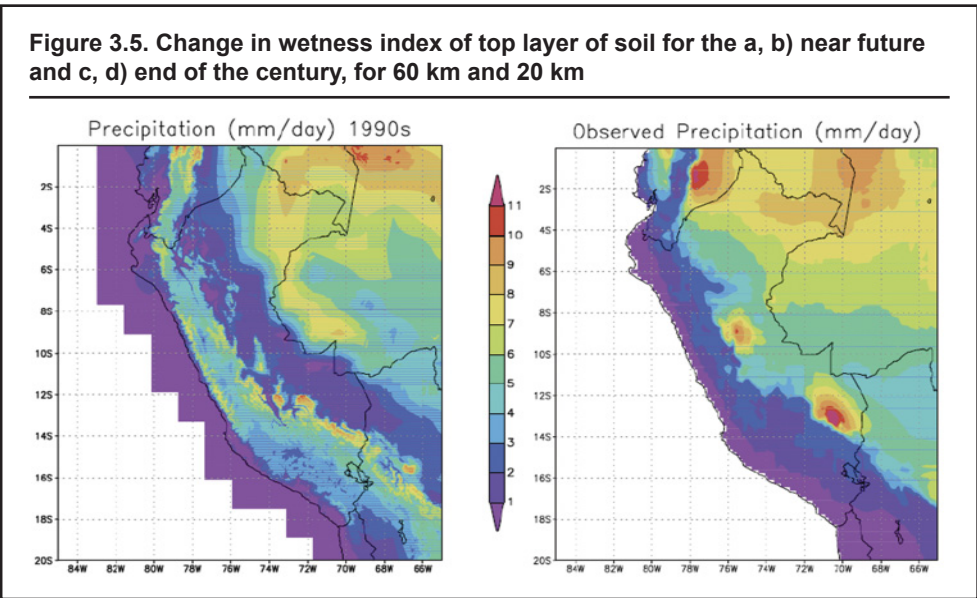 Figure 3.5. Change in wetness index of top layer of soil for the a, b) near future
and c, d) end of the century, for 60 km and 20 km
Precipitation (mm/day) 1990s
Observed Precipitation (mm/day)
2S
4S
6S
8S
10S
12S
14S
16S
18S
20S
84W 82W 80W 78W 76W 74W 72W 70W 68W 66W
11
10
9
8
7
6
5
4
3
2
1
2S
4S
6S
8S
10S
12S
14S
16S
18S
20S
84W 82W 80W 78W 76W 74W 72W 70W 68W 66W